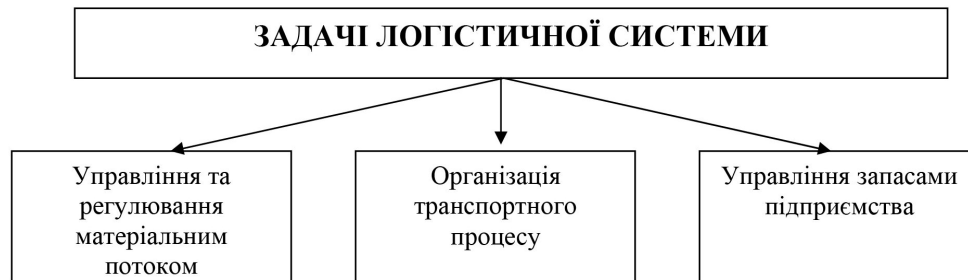 ЗАДАЧІ ЛОГІСТИЧНОЇ СИСТЕМИ
Управління та
регулювання
матеріальним
потоком
Організація
транспортного
процесу
Управління запасами
підприємства